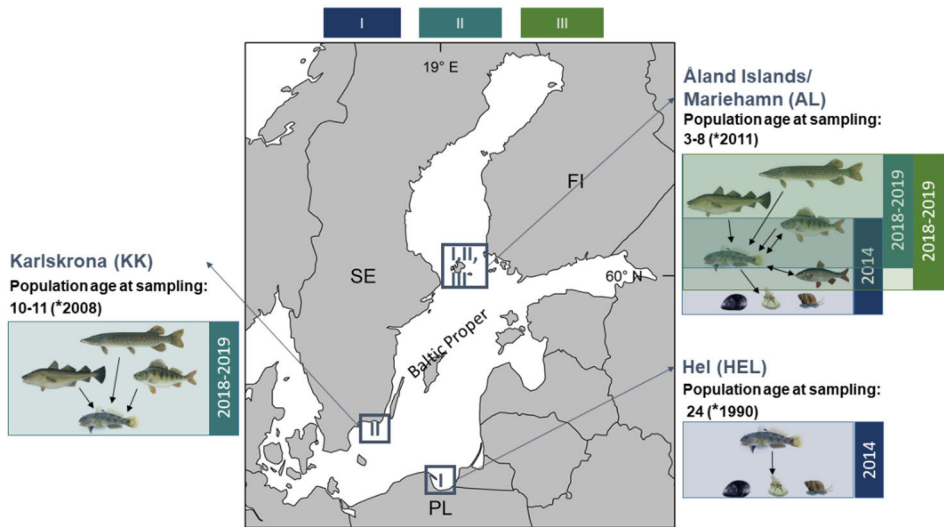 I
II
III
19° E
Åland Islands/
Mariehamn (AL)
Population age at sampling:
3-8 (*2011)
2014
2018-2019
2018-2019
FI
SE
I, II,
III
60° N
Karlskrona (KK)
Population age at sampling:
10-11 (*2008)
2018-2019
Baltic Proper
II
I
PL
Hel (HEL)
Population age at sampling:
24 (*1990)
2014